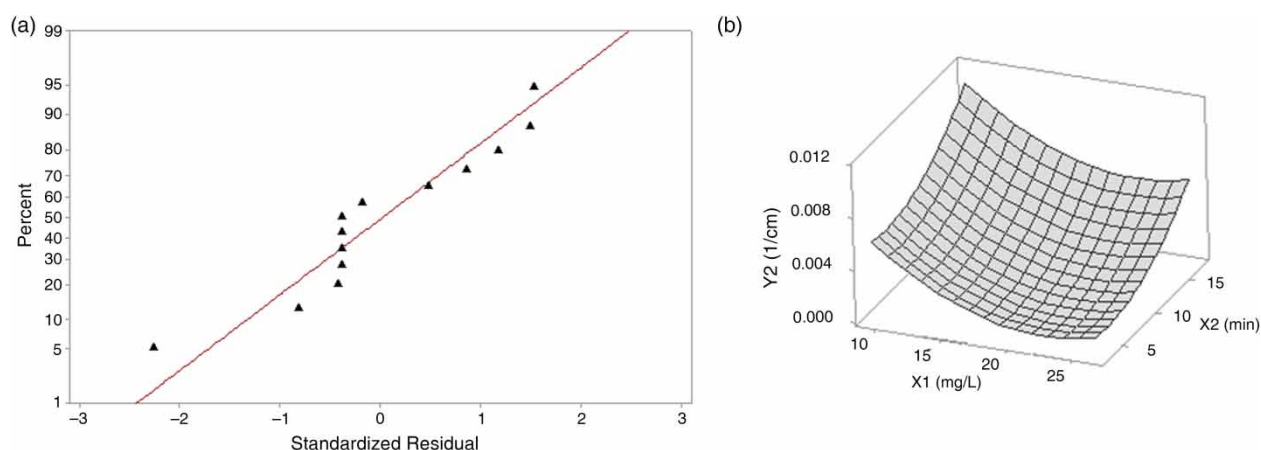 (a)
99
95
90
80
70
60
50
40
30
20
10
5
1
Percent
–3 –2 –1 0 1 2 3
Standardized Residual
(b)
0.012
0.008
0.004
0.000
Y2 (1/cm)
10 15 20 25
X1 (mg/L)
15
10
5
X2 (min)